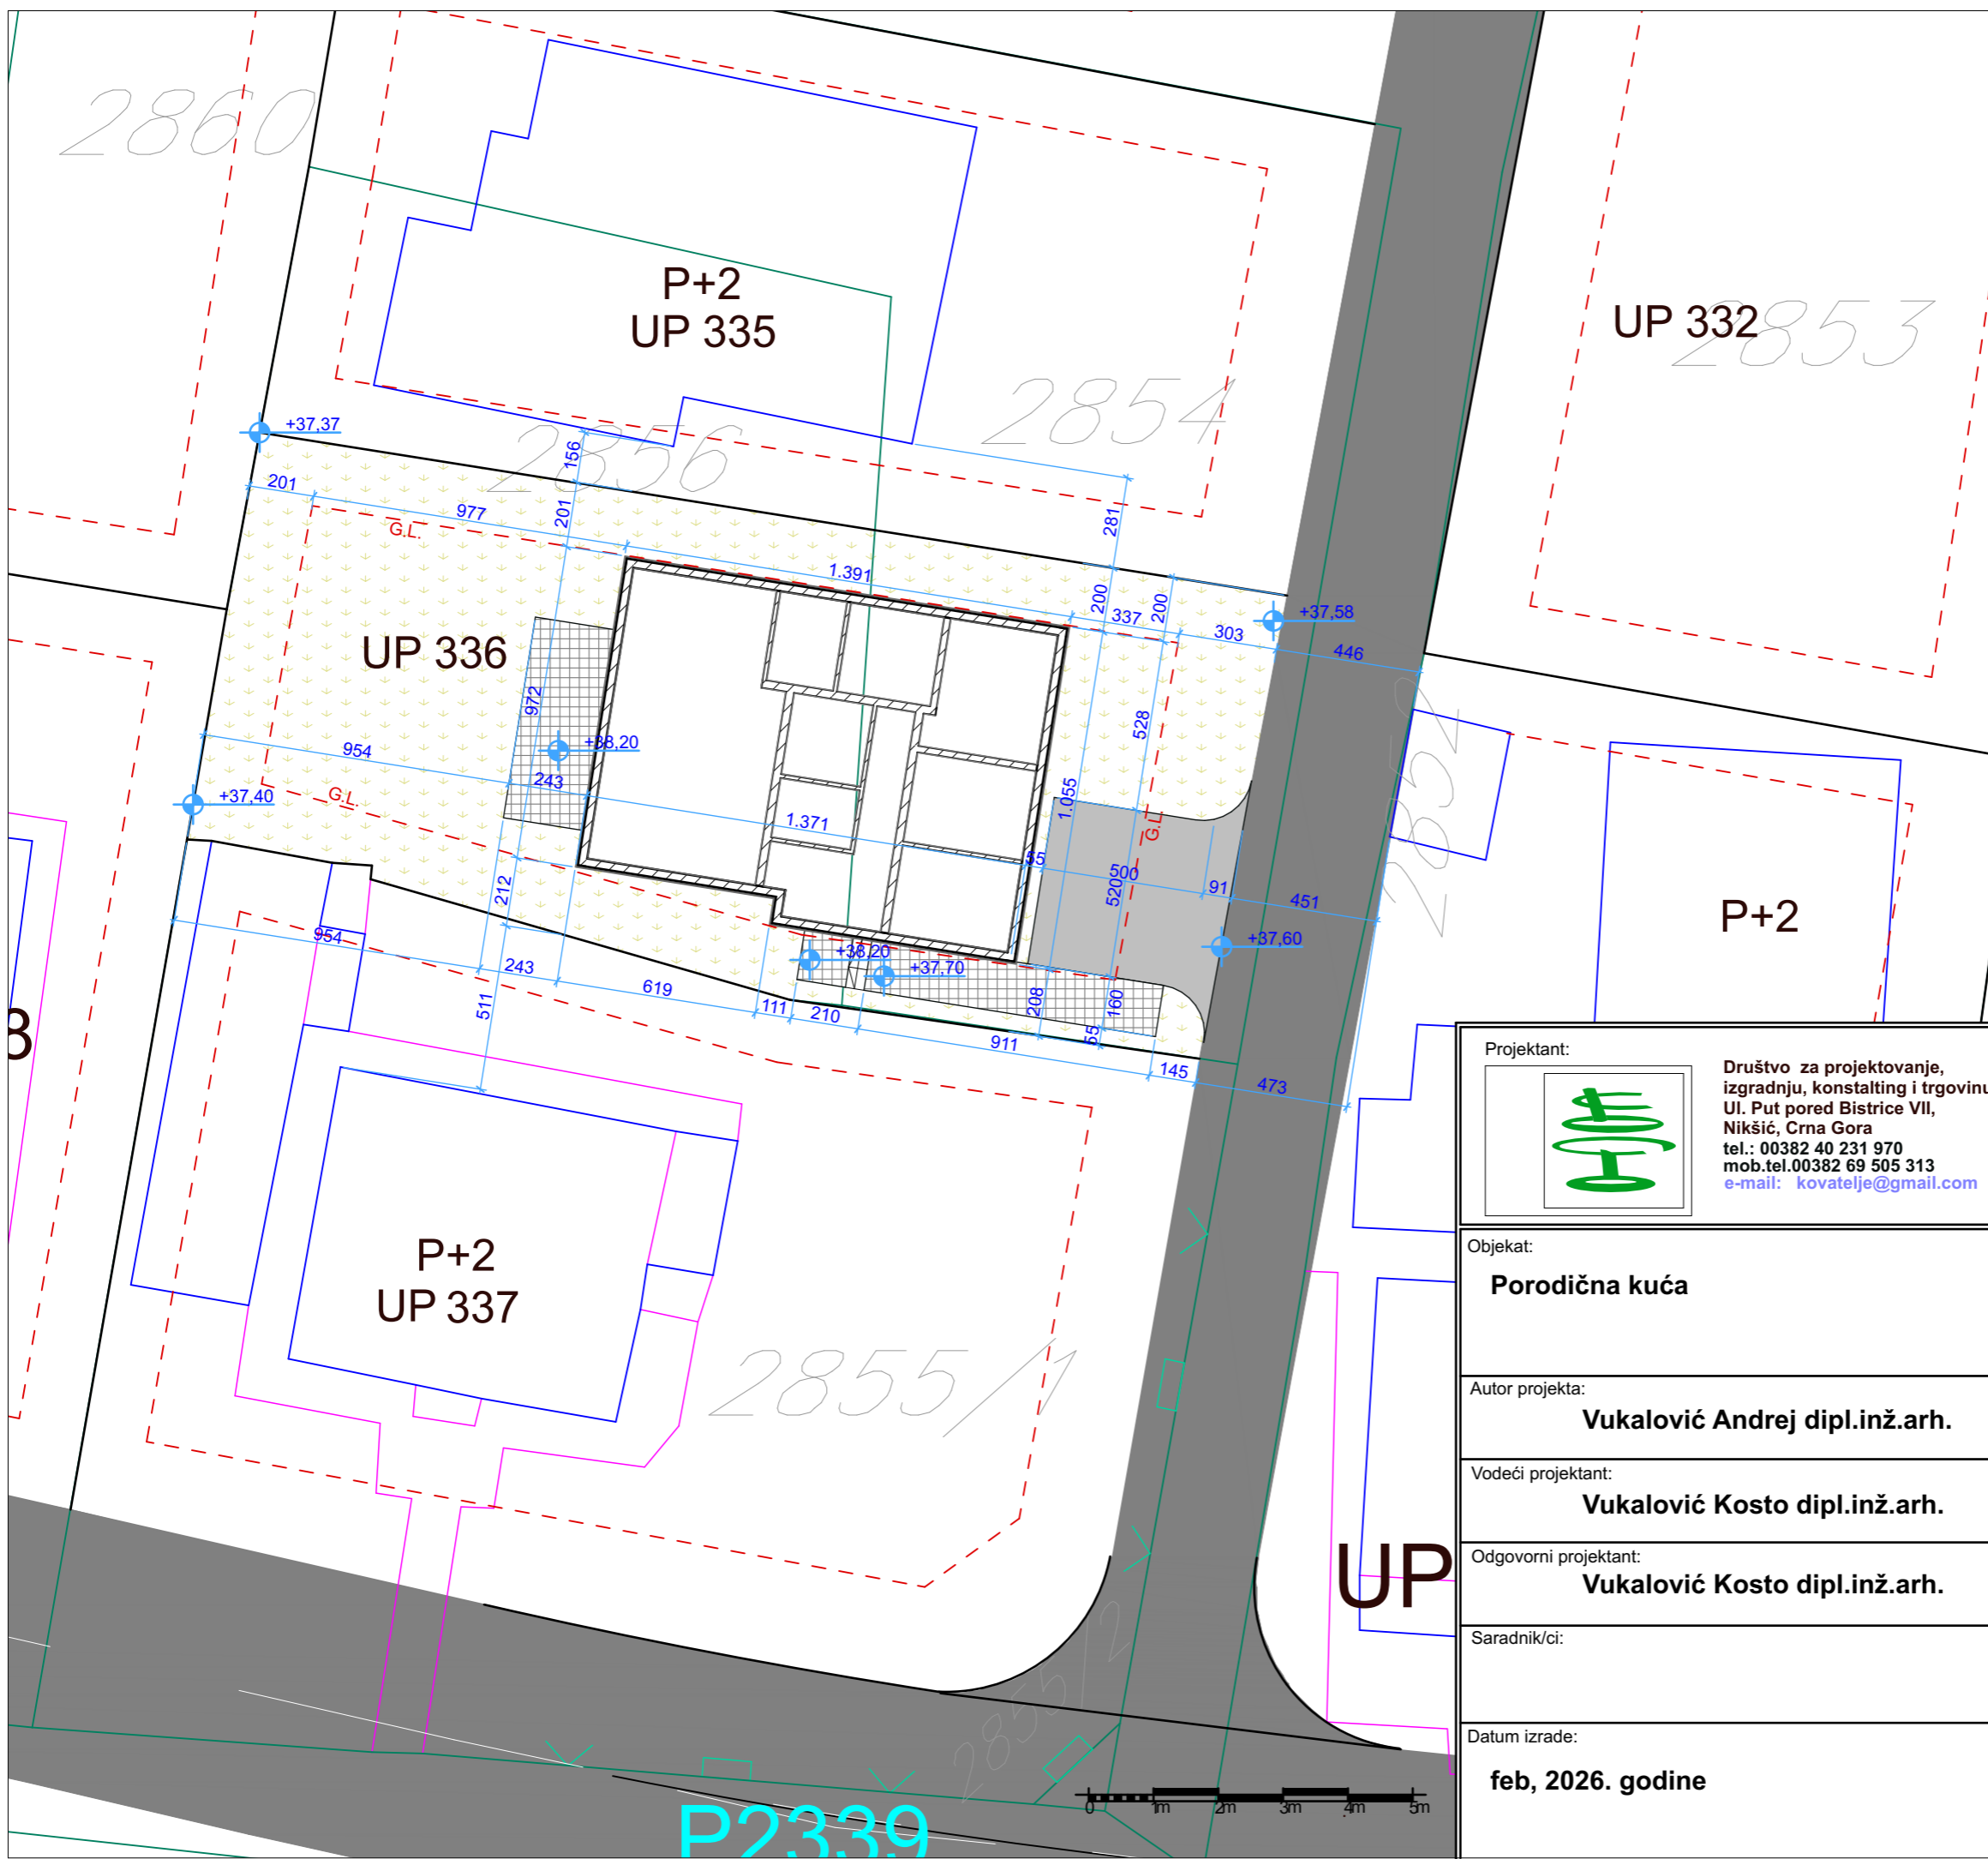 2860
P+2
UP 335
UP 332
2853
2854
2856
+37,37
156
201
977
201
281
G.L.
1.391
200
337
200
303
+37,58
446
UP 336
972
528
2852
954
+38,20
243
+37,40
G.L.
1.055
1.371
G.L.
55
500
520
91
451
P+2
212
954
+38,20
+37,60
+37,70
243
619
111
210
208
160
511
911
55
145
473
8
Projektant:
Društvo za projektovanje,
izgradnju, konstalting i trgovinu
Ul. Put pored Bistrice VII,
Nikšić, Crna Gora
tel.: 00382 40 231 970
mob.tel.00382 69 505 313
e-mail: kovatelje@gmail.com
P+2
UP 337
2855/1
Objekat:
Porodična kuća
Autor projekta:
Vukalović Andrej dipl.inž.arh.
Vodeći projektant:
Vukalović Kosto dipl.inž.arh.
Odgovorni projektant:
Vukalović Kosto dipl.inž.arh.
UP
Saradnik/ci:
2855/2
Datum izrade:
feb, 2026. godine
0 1m 2m 3m 4m 5m
P2339